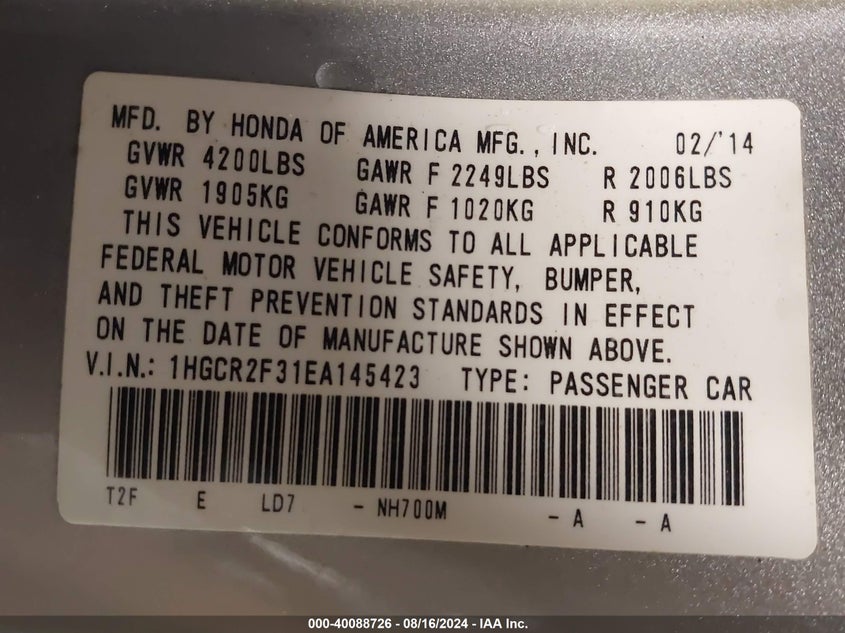 MFD. BY HONDA OF AMERICA MFG., INC. 02/'14
GVWR 4200LBS GAWR F 2249LBS R 2006LBS
GVWR 1905KG GAWR F 1020KG R 910KG
THIS VEHICLE CONFORMS TO ALL APPLICABLE
FEDERAL MOTOR VEHICLE SAFETY, BUMPER,
AND THEFT PREVENTION STANDARDS IN EFFECT
ON THE DATE OF MANUFACTURE SHOWN ABOVE.
V.I.N.: 1HGCR2F31EA145423 TYPE: PASSENGER CAR
T2F E LD7 - NH700M - A - A
000-40088726 - 08/16/2024 - IAA Inc.